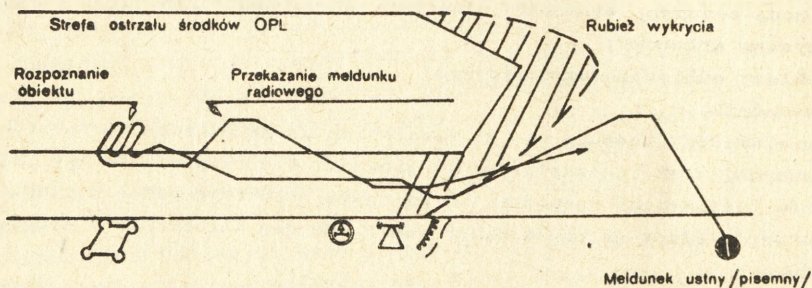 Strefa ostrzału środków OPL
Rubież wykrycia
Rozpoznanie
obiektu
Przekazanie meldunku
radiowego
Meldunek ustny/pisemny/